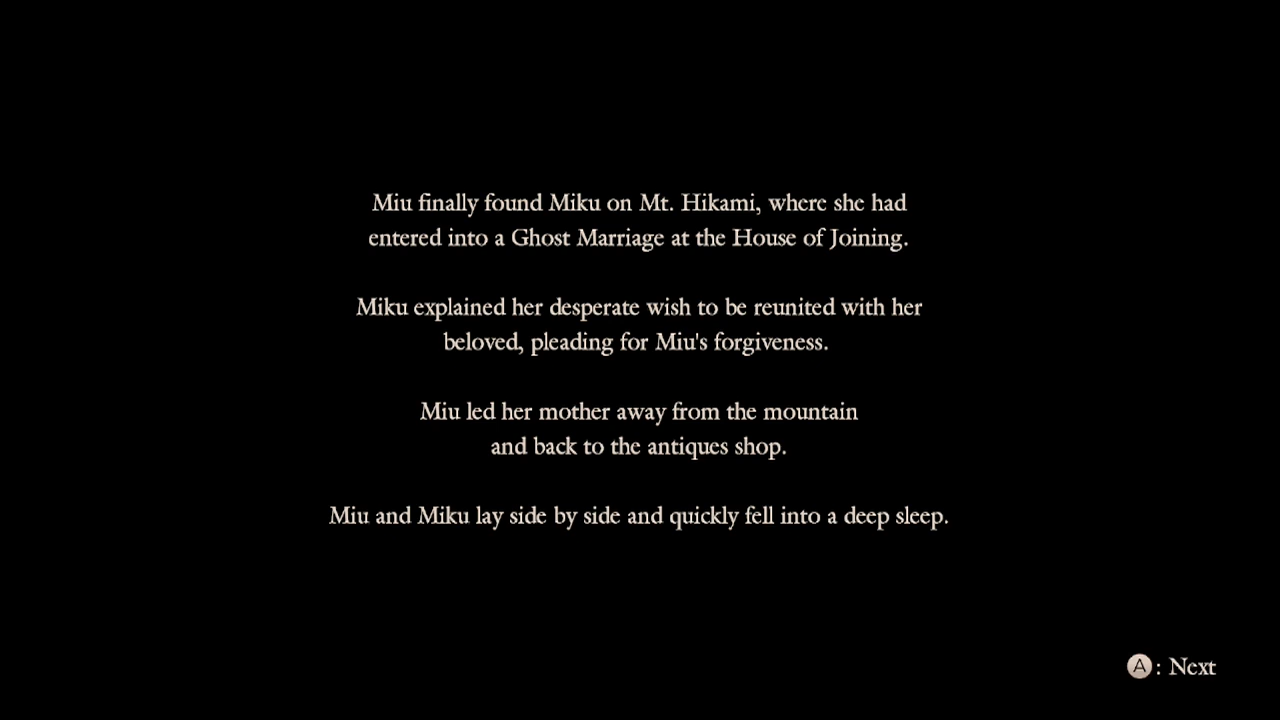 Miu finally found Miku on Mt. Hikami, where she had
entered into a Ghost Marriage at the House of Joining.
Miku explained her desperate wish to be reunited with her
beloved, pleading for Miu's forgiveness.
Miu led her mother away from the mountain
and back to the antiques shop.
Miu and Miku lay side by side and quickly fell into a deep sleep.
A: Next